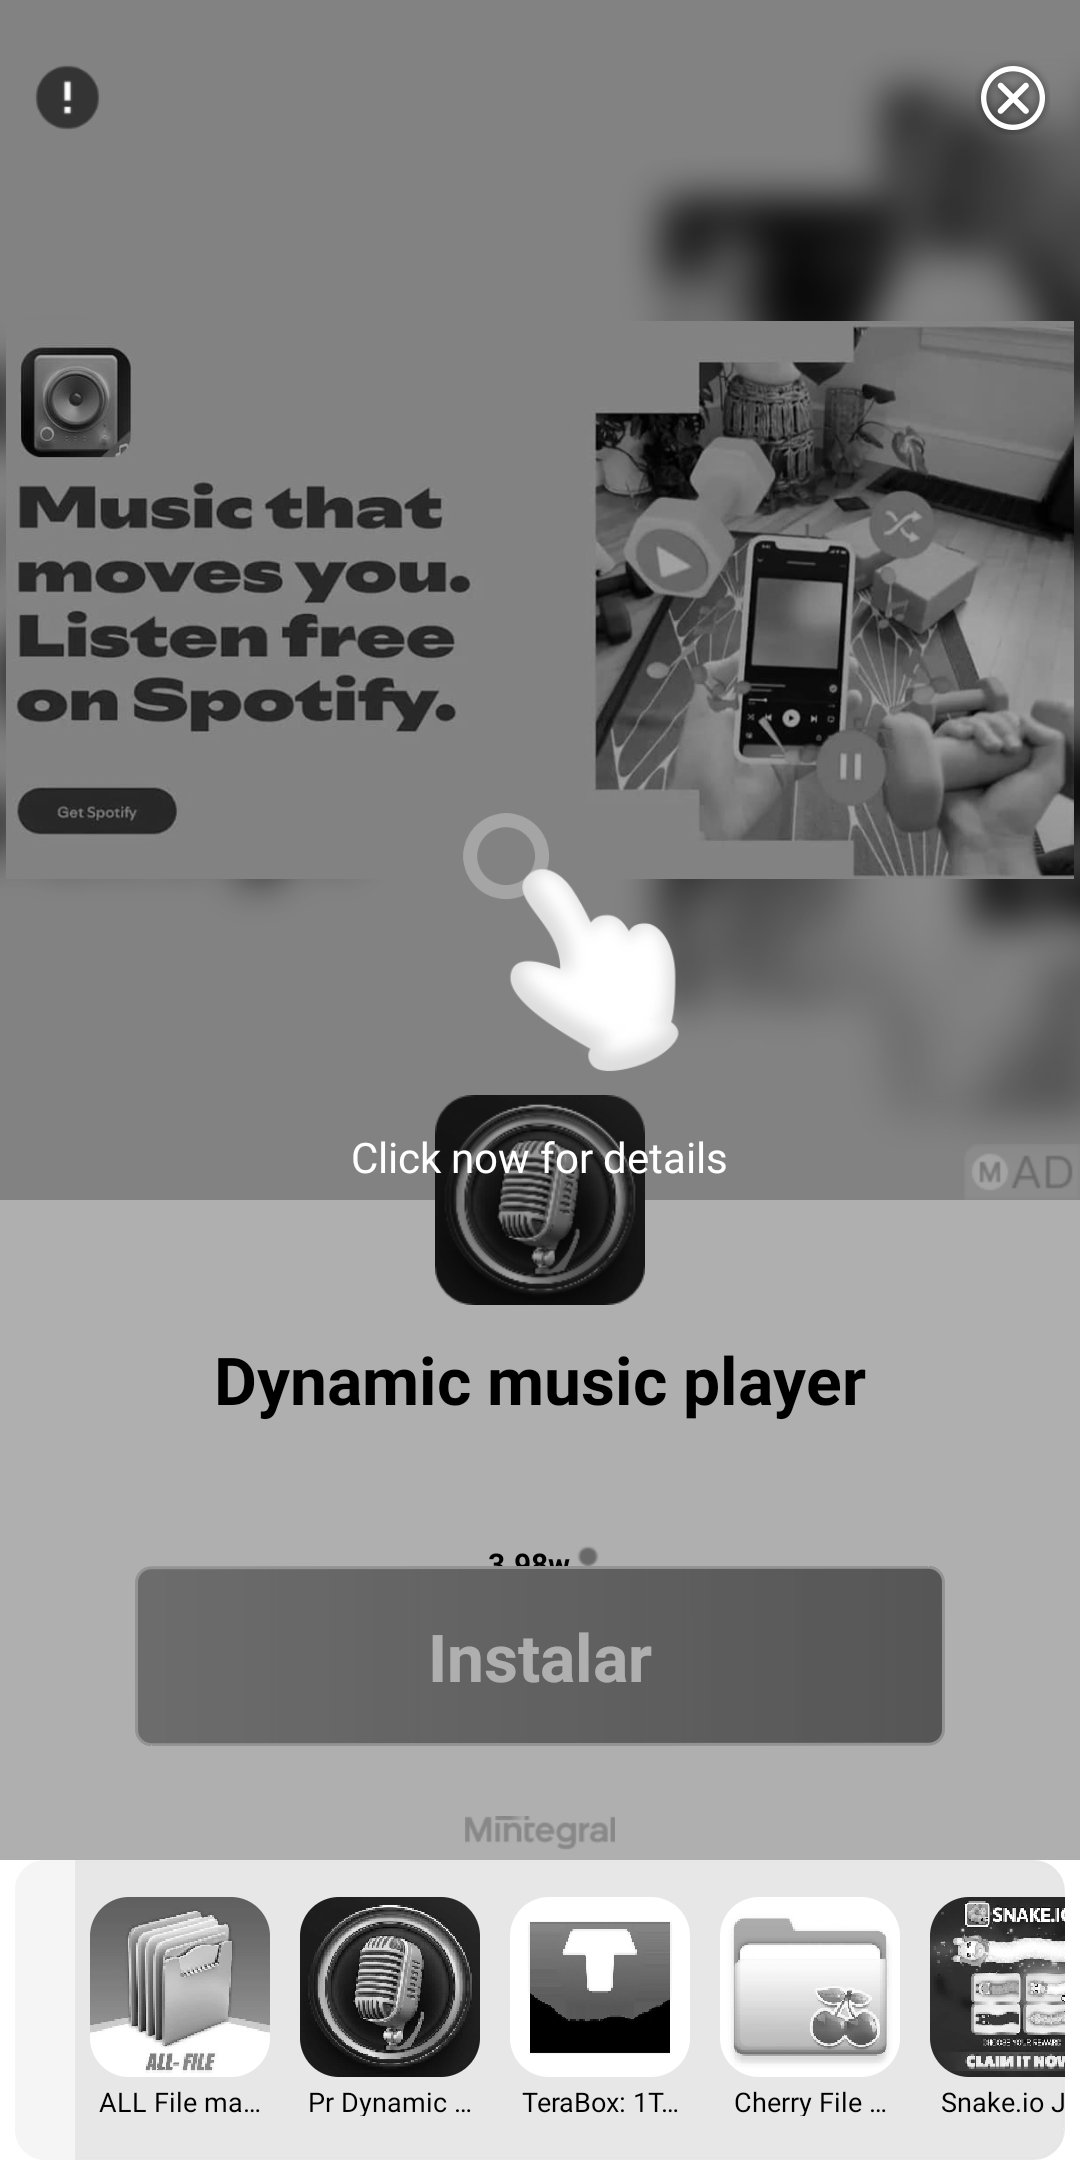 Music that
moves you.
Listen free
on Spotify.
Get Spotify
Click now for details
M AD
Dynamic music player
3.98w
Instalar
Mintegral
SNAKE.IO
ALL- FILE
CLAIM IT NOW
ALL File ma...
Pr Dynamic ...
TeraBox: 1T...
Cherry File ...
Snake.io J